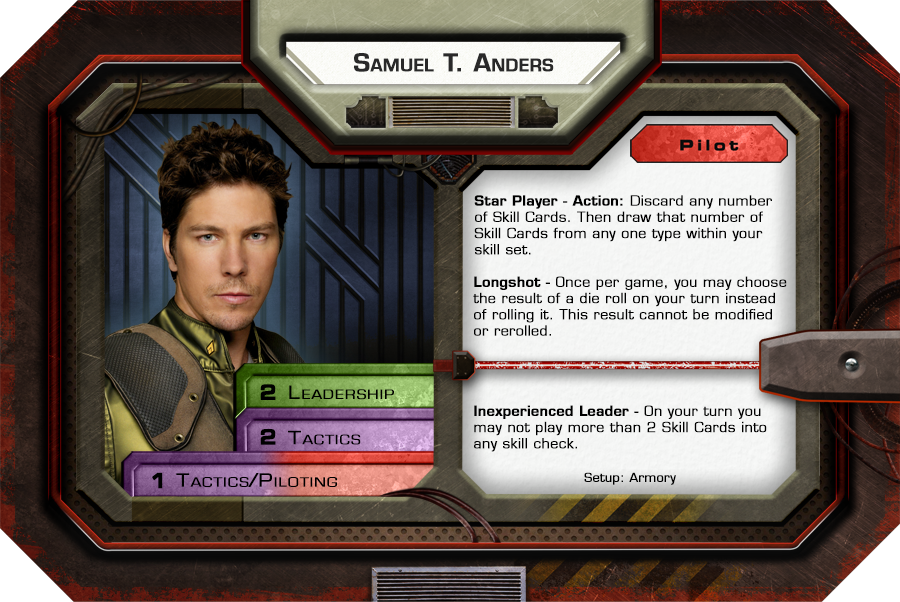 Samuel T. Anders
Pilot
Star Player - Action: Discard any number
of Skill Cards. Then draw that number of
Skill Cards from any one type within your
skill set.
Longshot - Once per game, you may choose
the result of a die roll on your turn instead
of rolling it. This result cannot be modified
or rerolled.
Inexperienced Leader - On your turn you
may not play more than 2 Skill Cards into
any skill check.
Setup: Armory
2 Leadership
2 Tactics
1 Tactics/Piloting